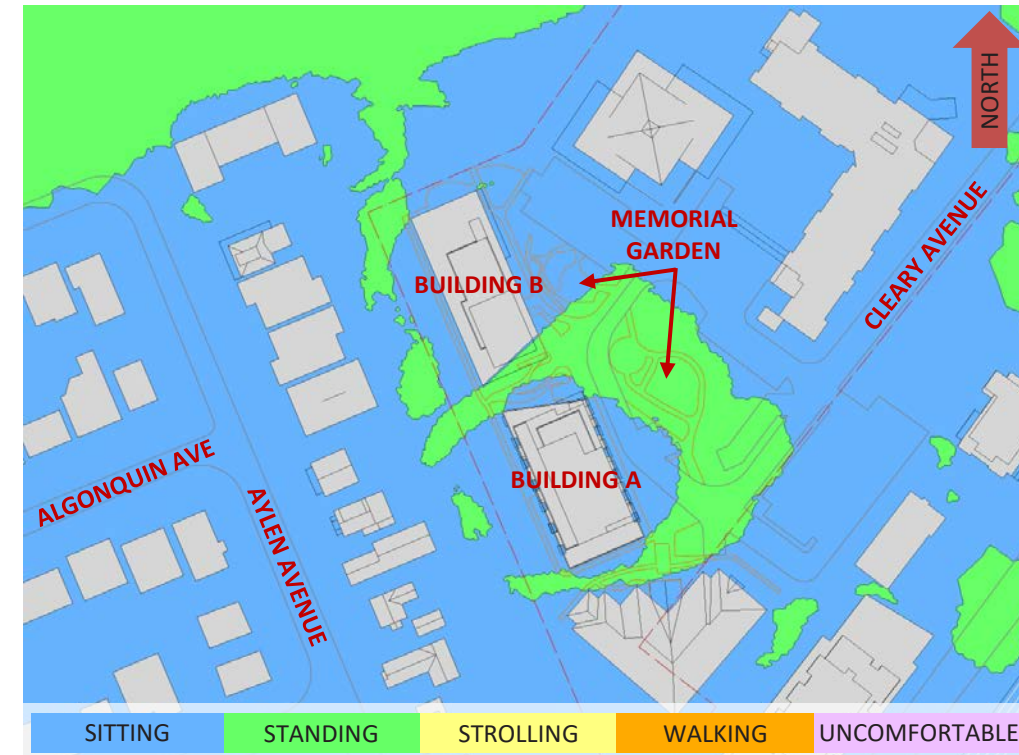 NORTH
MEMORIAL
GARDEN
CLEARY AVENUE
BUILDING B
BUILDING A
ALGONQUIN AVE
AYLEN AVENUE
SITTING
STANDING
STROLLING
WALKING
UNCOMFORTABLE